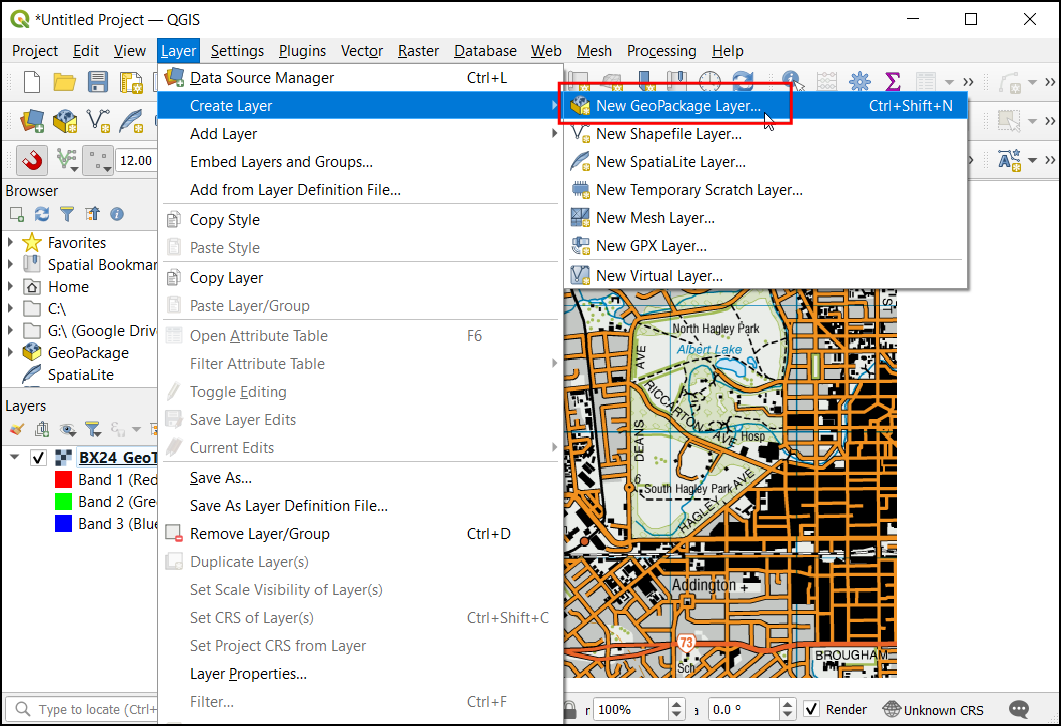 *Untitled Project — QGIS
Project Edit View Layer Settings Plugins Vector Raster Database Web Mesh Processing Help
12.00
Browser
Favorites
Spatial Bookmar
Home
C:\
G:\ (Google Drive
GeoPackage
SpatiaLite
Layers
BX24_GeoT
Band 1 (Red
Band 2 (Gree
Band 3 (Blue
Data Source Manager Ctrl+L
Create Layer
Add Layer
Embed Layers and Groups...
Add from Layer Definition File...
Copy Style
Paste Style
Copy Layer
Paste Layer/Group
Open Attribute Table F6
Filter Attribute Table
Toggle Editing
Save Layer Edits
Current Edits
Save As...
Save As Layer Definition File...
Remove Layer/Group Ctrl+D
Duplicate Layer(s)
Set Scale Visibility of Layer(s)
Set CRS of Layer(s) Ctrl+Shift+C
Set Project CRS from Layer
Layer Properties...
Filter... Ctrl+F
New GeoPackage Layer... Ctrl+Shift+N
New Shapefile Layer...
New SpatiaLite Layer...
New Temporary Scratch Layer...
New Mesh Layer...
New GPX Layer...
New Virtual Layer...
North Hagley Park
Albert Lake
RICCARTON AVE
DEANS AVE
Hosp
6
South Hagley Park
HAGLEY AVE
Addington
73
Sch
BROUGHAM
ST
Type to locate (Ctrl+
r 100% a 0.0 ° Render Unknown CRS